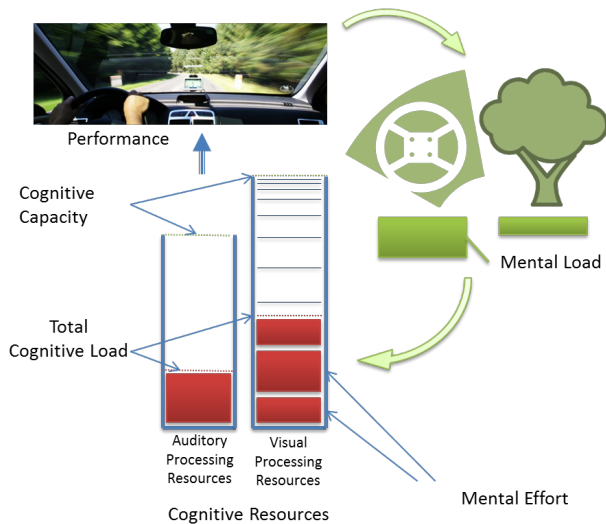 Performance
Cognitive
Capacity
Mental Load
Total
Cognitive Load
Auditory
Processing
Resources
Visual
Processing
Resources
Mental Effort
Cognitive Resources